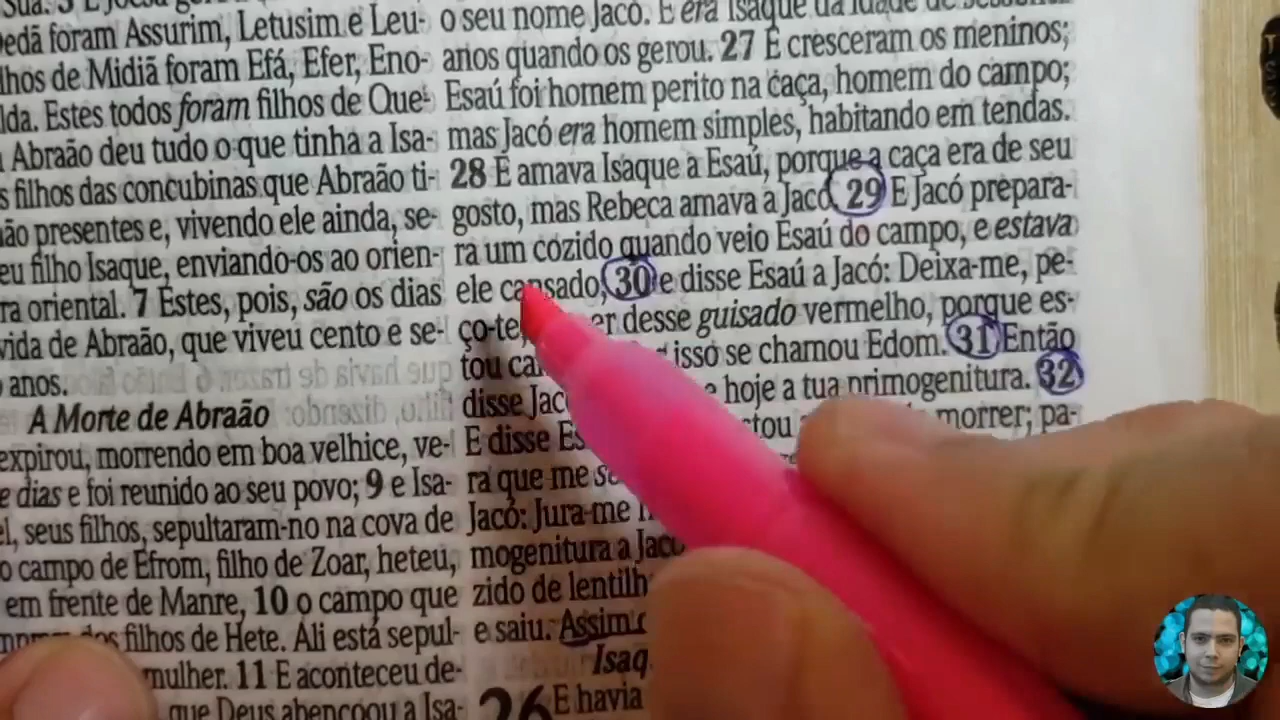 edã foram Assurim, Letusim e Leu-
lhos de Midiã foram Efá, Efer, Eno-
lda. Estes todos foram filhos de Que-
Abraão deu tudo o que tinha a Isa-
s filhos das concubinas que Abraão ti-
ão presentes e, vivendo ele ainda, se-
eu filho Isaque, enviando-os ao orien-
ra oriental. 7 Estes, pois, são os dias
vida de Abraão, que viveu cento e se-
anos.
A Morte de Abraão
expirou, morrendo em boa velhice, ve-
e dias e foi reunido ao seu povo; 9 e Isa-
el, seus filhos, sepultaram-no na cova de
o campo de Efrom, filho de Zoar, heteu,
em frente de Manre, 10 o campo que
filhos de Hete. Ali está sepul-
mulher. 11 E aconteceu de-
que Deus abençoou a Isa-
o seu nome Jacó. E era Isaque da idade de
anos quando os gerou. 27 E cresceram os meninos;
Esaú foi homem perito na caça, homem do campo;
mas Jacó era homem simples, habitando em tendas.
28 E amava Isaque a Esaú, porque a caça era de seu
gosto, mas Rebeca amava a Jacó. 29 E Jacó prepara-
ra um cozido quando veio Esaú do campo, e estava
ele cansado, 30 e disse Esaú a Jacó: Deixa-me, pe-
ço-te, er desse guisado vermelho, porque es-
tou ca isso se chamou Edom. 31 Então
disse Jac e hoje a tua primogenitura. 32
E disse Es tou morrer; pa-
ra que me s
Jacó: Jura-me
mogenitura a Jacó
zido de lentilh
e saiu. Assim
Isaq
26 E havia